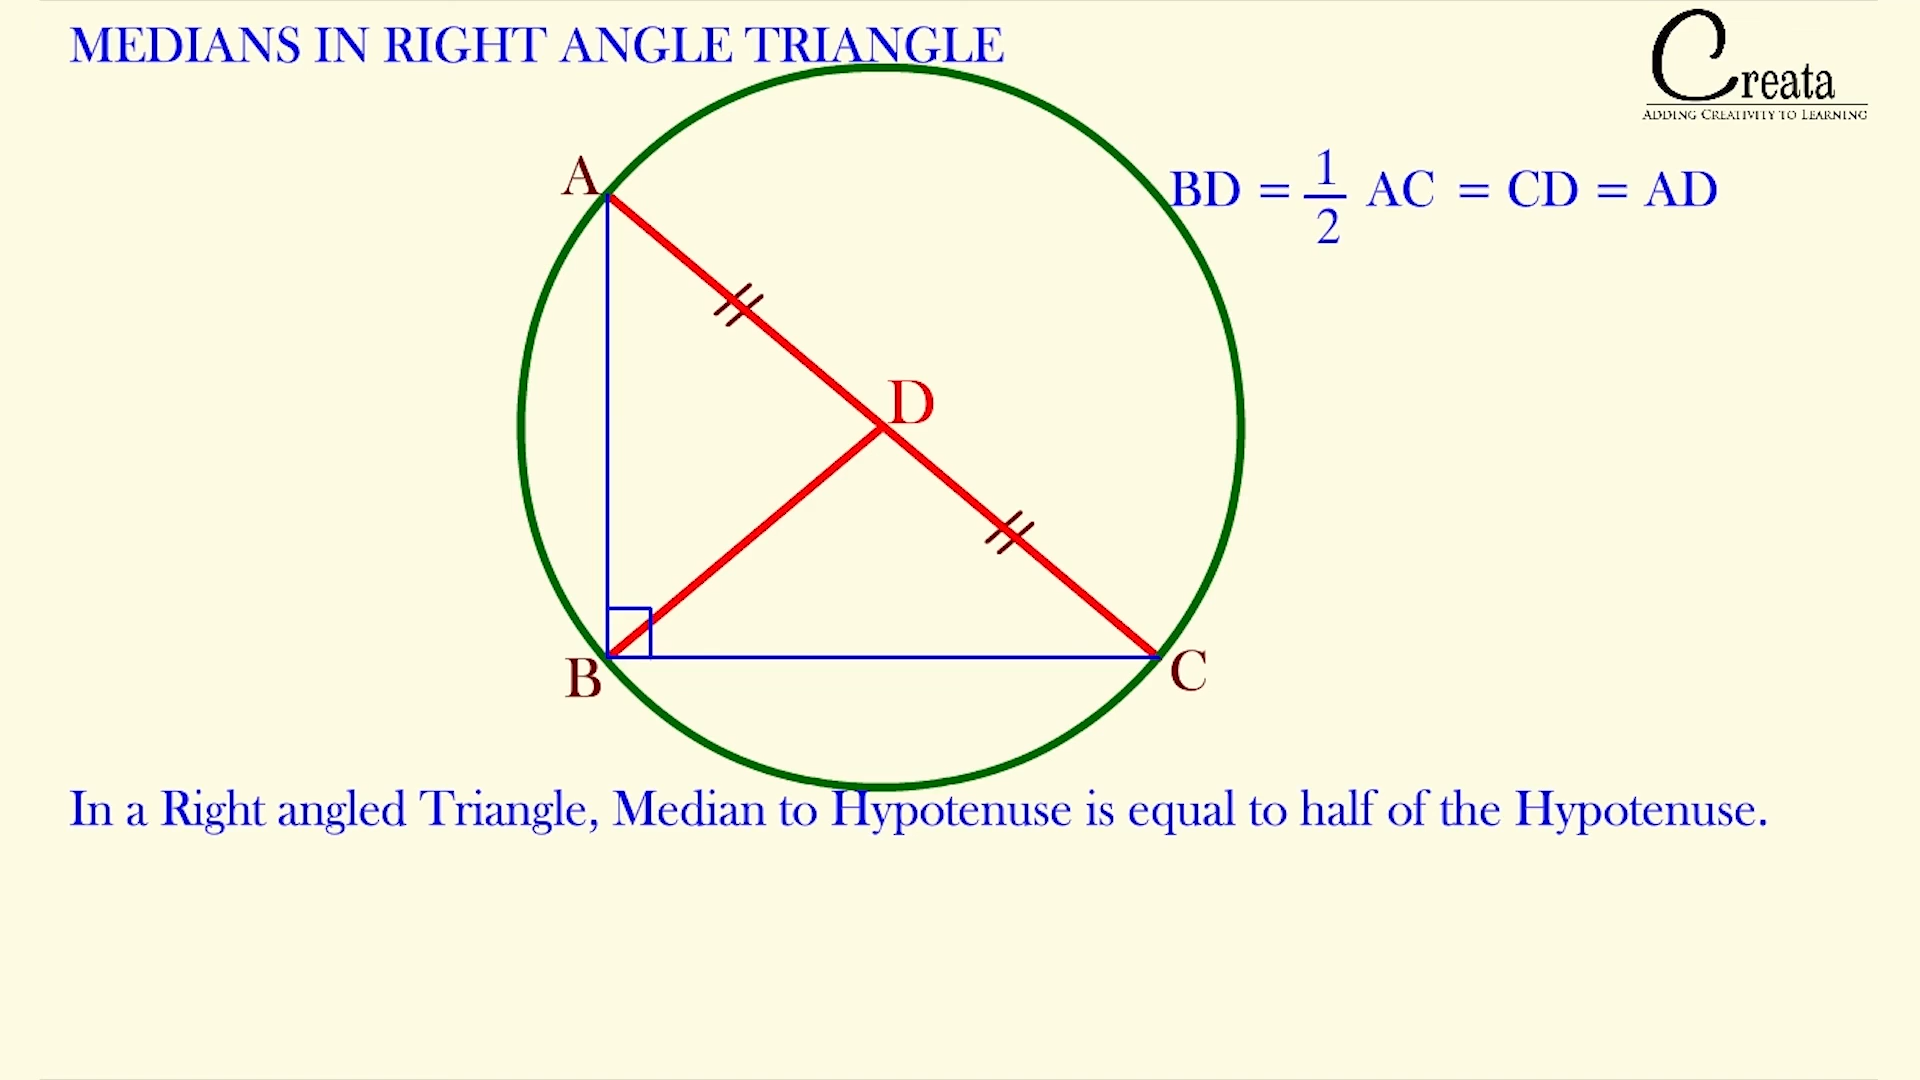 MEDIANS IN RIGHT ANGLE TRIANGLE
Creata
ADDING CREATIVITY TO LEARNING
A
BD = 1/2 AC = CD = AD
D
B
C
In a Right angled Triangle, Median to Hypotenuse is equal to half of the Hypotenuse.